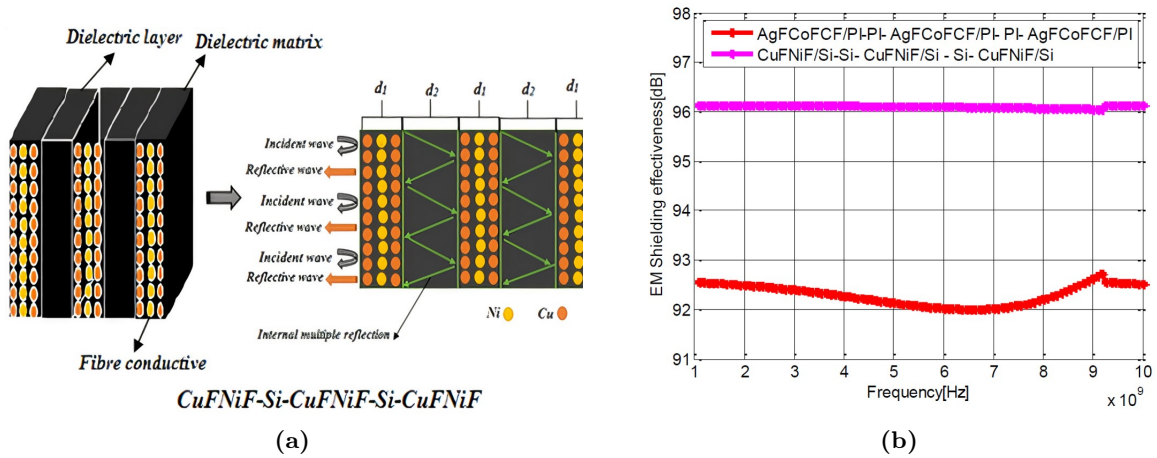 Dielectric layer
Dielectric matrix
d1 d2 d1 d2 d1
Incident wave
Reflective wave
Incident wave
Reflective wave
Incident wave
Reflective wave
Ni Cu
Internal multiple reflection
Fibre conductive
CuFNiF-Si-CuFNiF-Si-CuFNiF
(a)
98
97
96
95
94
93
92
91
EM Shielding effectiveness[dB]
AgFCoFCF/PI-PI- AgFCoFCF/PI- PI- AgFCoFCF/PI
CuFNiF/Si-Si- CuFNiF/Si - Si- CuFNiF/Si
1 2 3 4 5 6 7 8 9 10
Frequency[Hz]
x 10^9
(b)